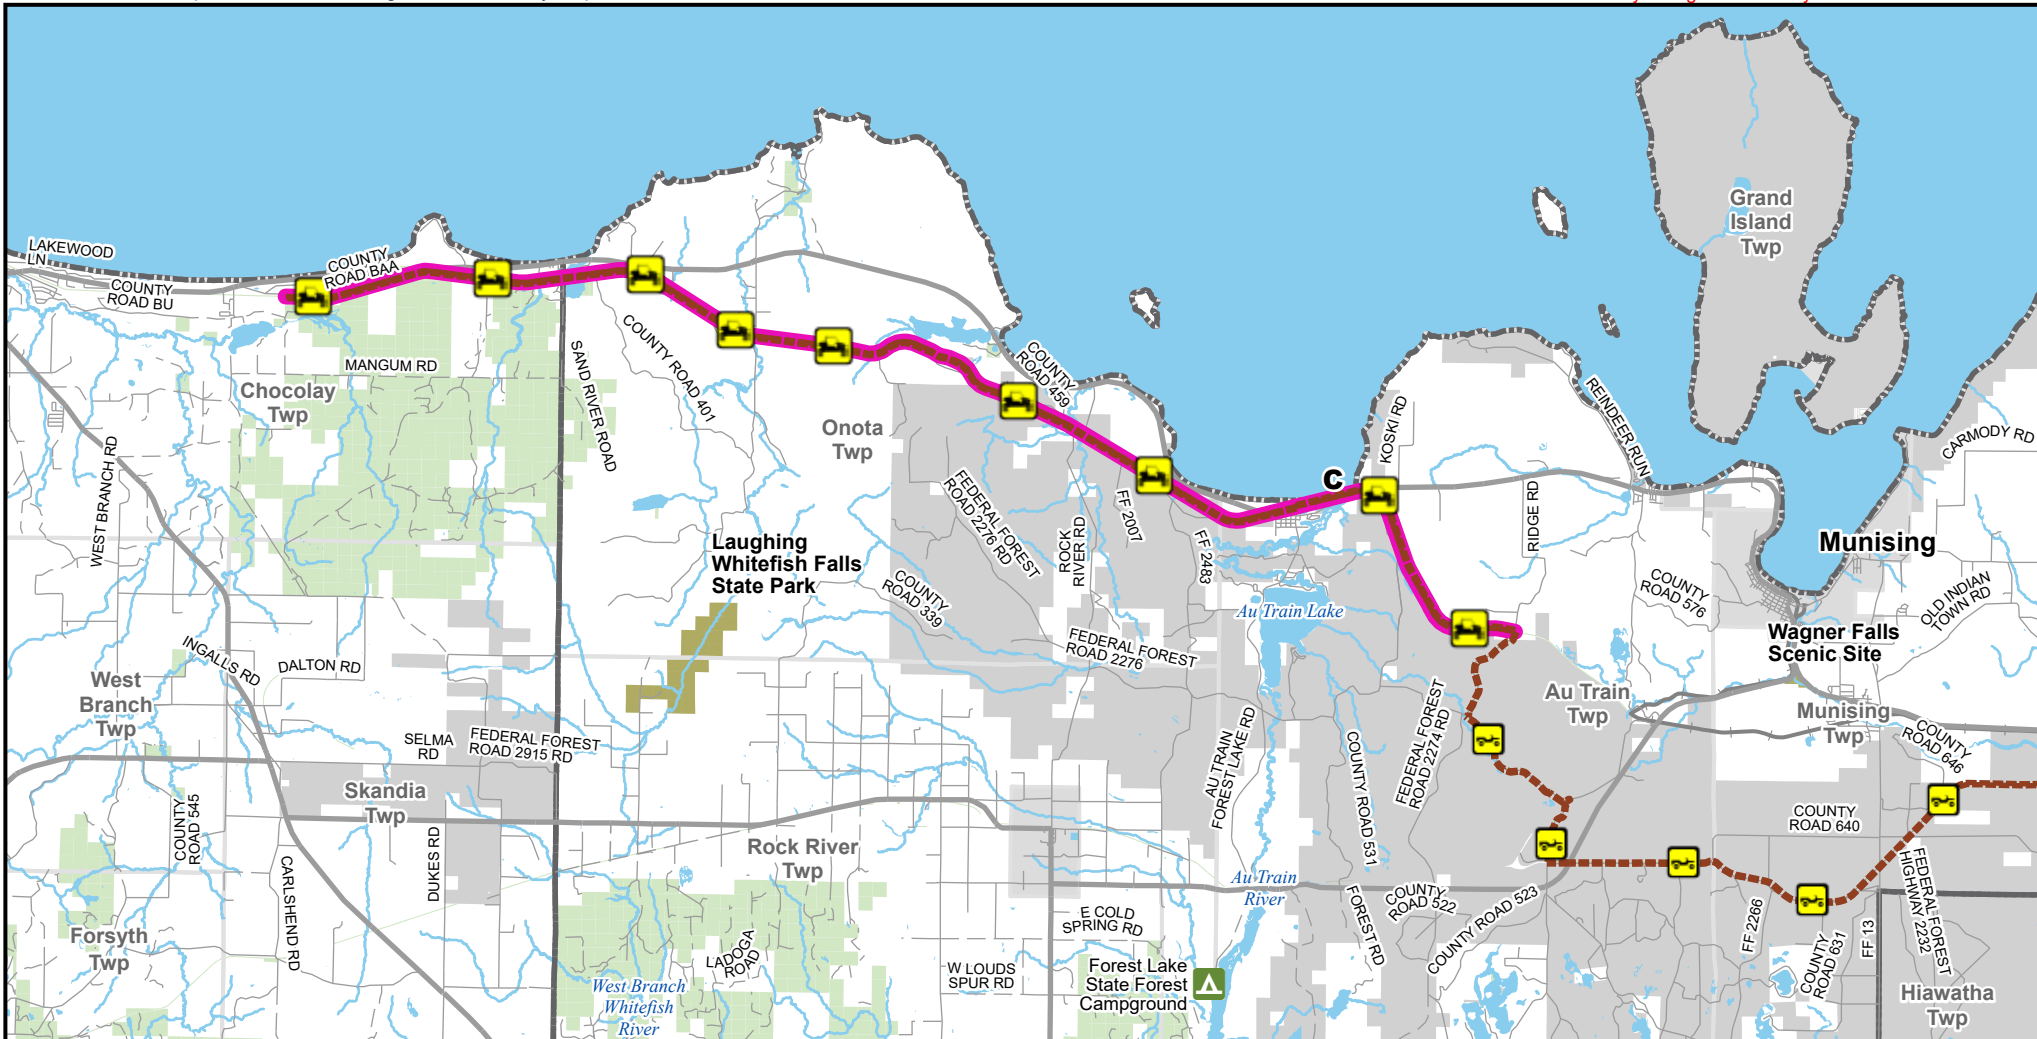 Grand
Island
Twp
LAKEWOOD
LN
COUNTY
ROAD BAA
COUNTY
ROAD BU
MANGUM RD
Chocolay
Twp
SAND RIVER ROAD
COUNTY ROAD 401
COUNTY
ROAD 459
Onota
Twp
KOSKI RD
REINDEER RUN
CARMODY RD
WEST BRANCH RD
C
FEDERAL FOREST
ROAD 2276 RD
ROCK
RIVER RD
FF 2007
FF 2483
RIDGE RD
Munising
Laughing
Whitefish Falls
State Park
COUNTY
ROAD 339
COUNTY
ROAD 576
OLD INDIAN
TOWN RD
Au Train Lake
Wagner Falls
Scenic Site
FEDERAL FOREST
ROAD 2276
INGALLS RD
DALTON RD
West
Branch
Twp
Au Train
Twp
Munising
Twp
SELMA
RD
FEDERAL FOREST
ROAD 2915 RD
AU TRAIN
FOREST LAKE RD
COUNTY ROAD 531
FEDERAL FOREST
ROAD 2274 RD
COUNTY
ROAD 646
Skandia
Twp
COUNTY
ROAD 545
COUNTY
ROAD 640
Rock River
Twp
CARLSHEND RD
DUKES RD
Au Train
River
COUNTY
ROAD 522
COUNTY ROAD 523
FOREST RD
FF 2266
COUNTY
ROAD 631
FF 13
FEDERAL FOREST
HIGHWAY 2232
Forsyth
Twp
E COLD
SPRING RD
LADOGA
ROAD
W LOUDS
SPUR RD
Forest Lake
State Forest
Campground
West Branch
Whitefish
River
Hiawatha
Twp